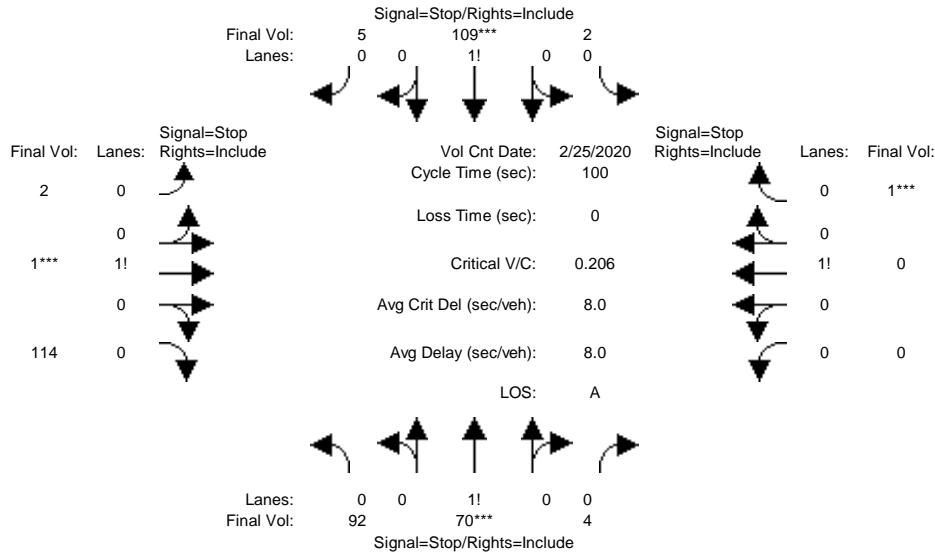 Signal=Stop/Rights=Include
Final Vol: 5 109*** 2
Lanes: 0 0 1! 0 0
Signal=Stop Signal=Stop
Final Vol: Lanes: Rights=Include Vol Cnt Date: 2/25/2020 Rights=Include Lanes: Final Vol:
Cycle Time (sec): 100
2 0 0 1***
Loss Time (sec): 0
0 0
1*** 1! Critical V/C: 0.206 1! 0
0 Avg Crit Del (sec/veh): 8.0 0
114 0 Avg Delay (sec/veh): 8.0 0 0
LOS: A
Lanes: 0 0 1! 0 0
Final Vol: 92 70*** 4
Signal=Stop/Rights=Include